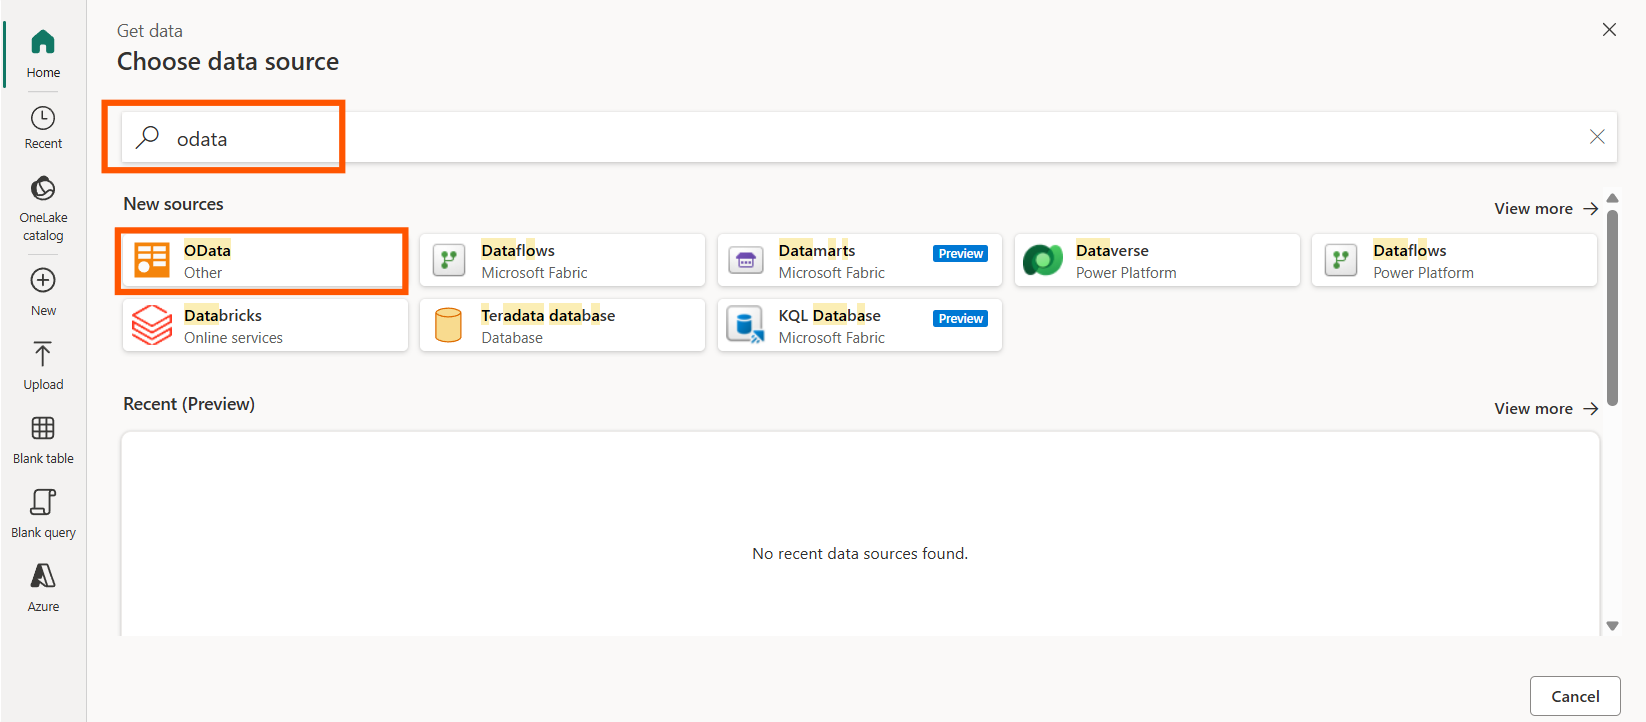 Home
Recent
OneLake
catalog
New
Upload
Blank table
Blank query
Azure
Get data
Choose data source
odata
New sources
View more
OData
Other
Dataflows
Microsoft Fabric
Datamarts
Microsoft Fabric
Preview
Dataverse
Power Platform
Dataflows
Power Platform
Databricks
Online services
Teradata database
Database
KQL Database
Microsoft Fabric
Preview
Recent (Preview)
View more
No recent data sources found.
Cancel